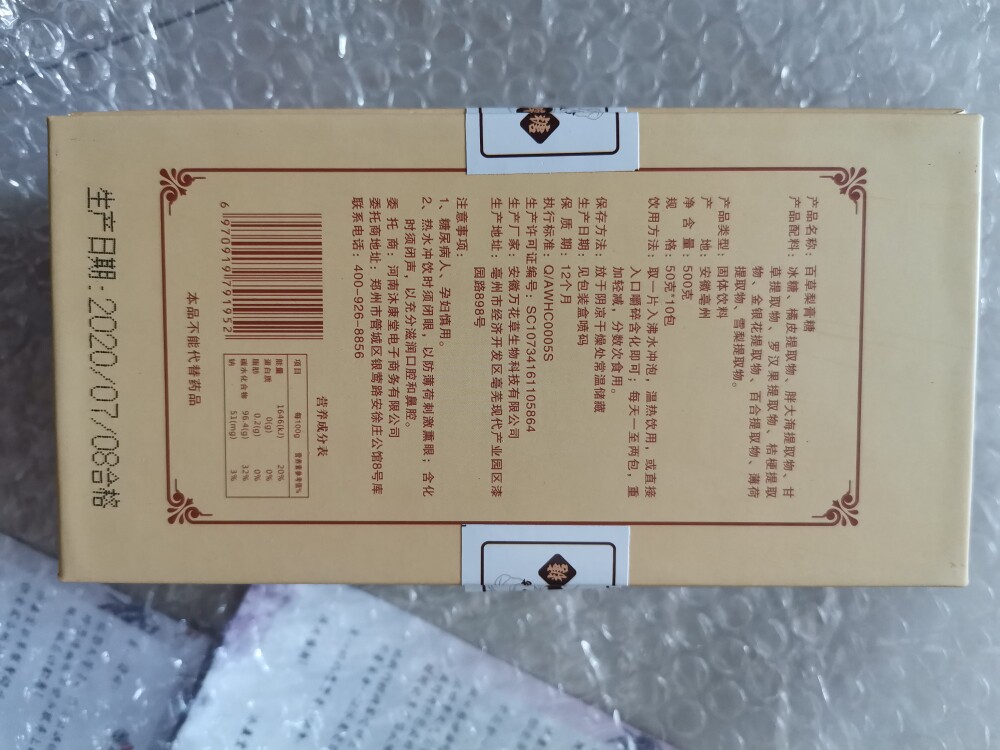 产品名称：百草梨膏糖
产品配料：冰糖、橘皮提取物、胖大海提取物、甘
草提取物、罗汉果提取物、桔梗提取
物、金银花提取物、百合提取物、薄荷
提取物、雪梨提取物。
产品类型：固体饮料
产 地：安徽亳州
净 含 量：500克
规 格：50克*10包
饮用方法：取一片入沸水冲泡，温热饮用，或直接
入口嚼碎含化即可；每天一至两包，重
加轻减，分数次食用。
保存方法：放于阴凉干燥处常温储藏
生产日期：见包装盒喷码
保 质 期：12个月
执行标准：Q/AWHC0005S
生产许可证编号：SC10734161105864
生产厂家：安徽万花草生物科技有限公司
生产地址：亳州市经济开发区亳芜现代产业园区漆
园路898号
注意事项：
1、糖尿病人、孕妇慎用。
2、热水冲饮时须闭眼，以防薄荷刺激熏眼；含化
时须闭声，以充分滋润口腔和鼻腔。
委 托 商：河南沐康堂电子商务有限公司
委托商地址：郑州市管城区银莺路安徐庄公馆8号库
联系电话：400-926-8856
6 970919 791952
营养成分表
项目 每100g 营养素参考值%
能量 1646(kJ) 20%
蛋白质 0(g) 0%
脂肪 0.2(g) 0%
碳水化合物 96.4(g) 32%
钠 51(mg) 3%
本品不能代替药品
生产日期:2020/07/08合格
糖